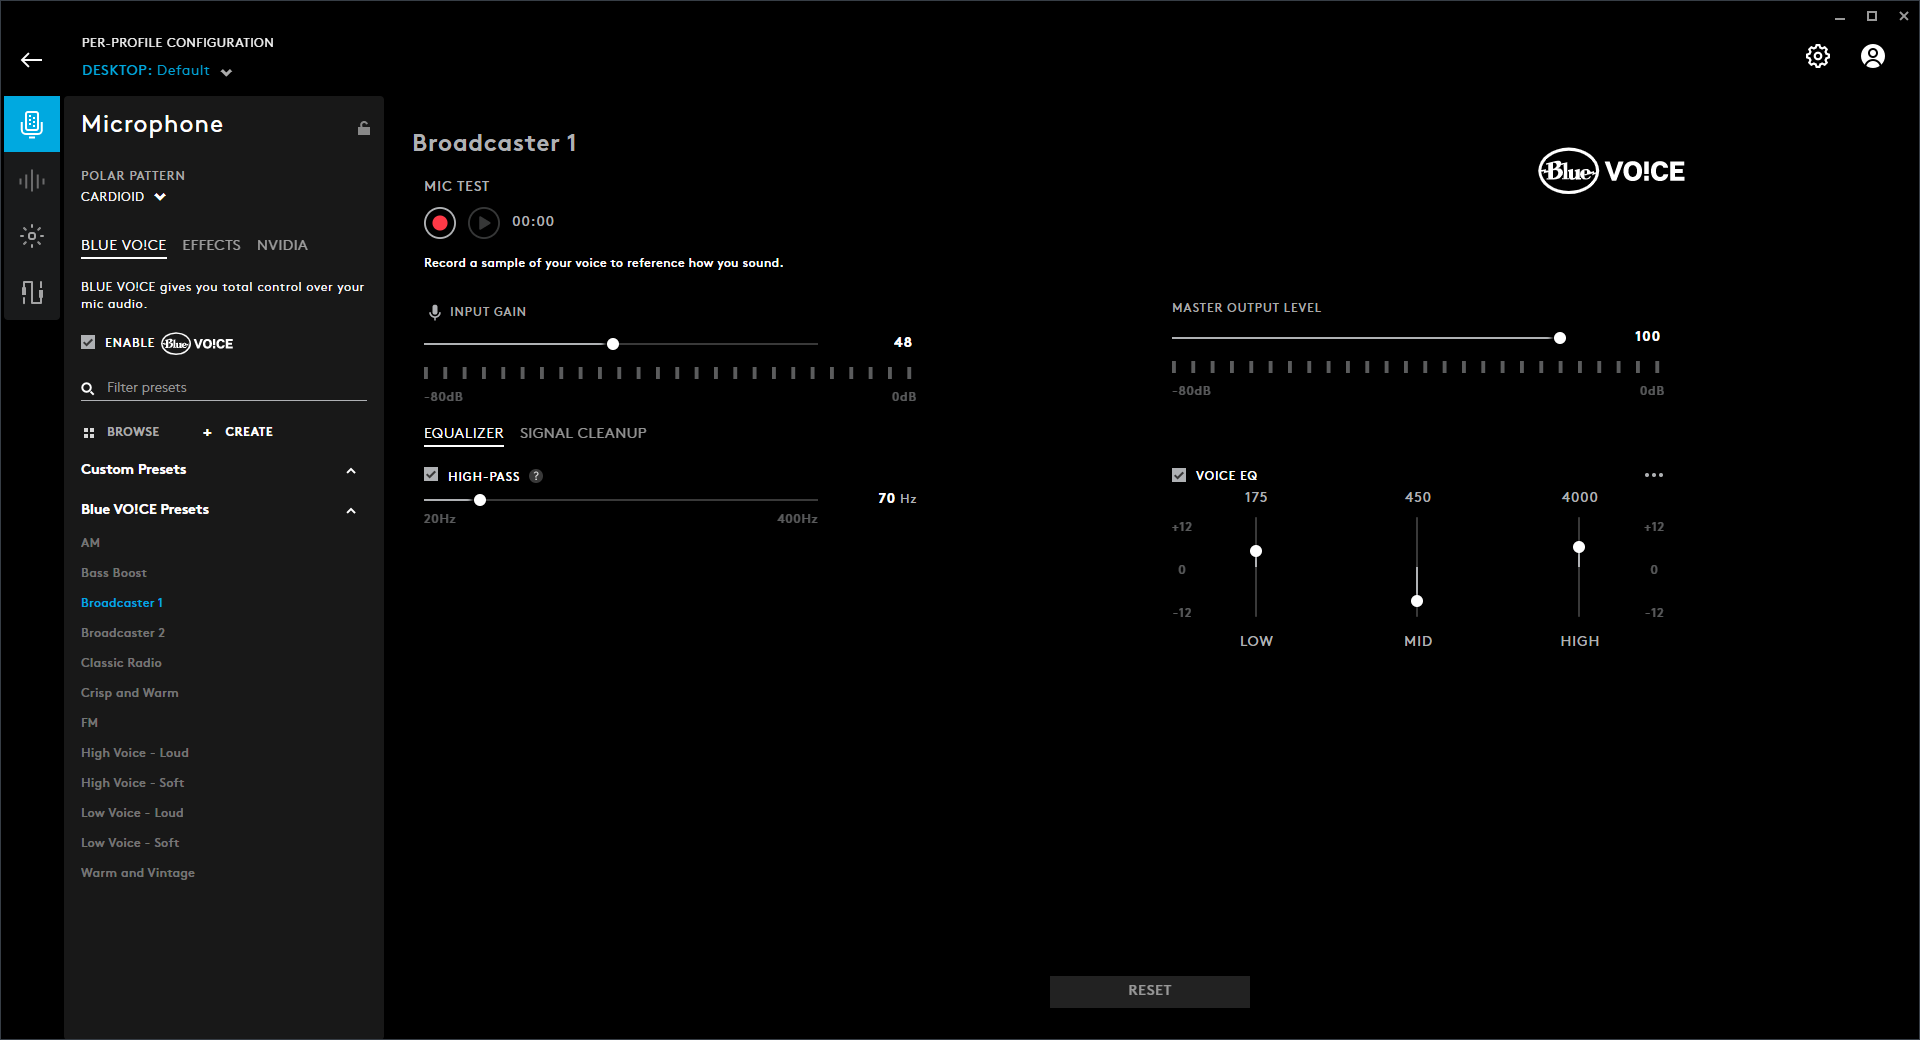 PER-PROFILE CONFIGURATION
DESKTOP: Default
Microphone
POLAR PATTERN
CARDIOID
BLUE VO!CE EFFECTS NVIDIA
BLUE VO!CE gives you total control over your
mic audio.
ENABLE Blue VO!CE
Filter presets
BROWSE + CREATE
Custom Presets
Blue VO!CE Presets
AM
Bass Boost
Broadcaster 1
Broadcaster 2
Classic Radio
Crisp and Warm
FM
High Voice - Loud
High Voice - Soft
Low Voice - Loud
Low Voice - Soft
Warm and Vintage
Broadcaster 1
Blue VO!CE
MIC TEST
00:00
Record a sample of your voice to reference how you sound.
INPUT GAIN
48
-80dB 0dB
MASTER OUTPUT LEVEL
100
-80dB 0dB
EQUALIZER SIGNAL CLEANUP
HIGH-PASS ?
70 Hz
20Hz 400Hz
VOICE EQ
175 450 4000
+12 +12
0 0
-12 -12
LOW MID HIGH
RESET